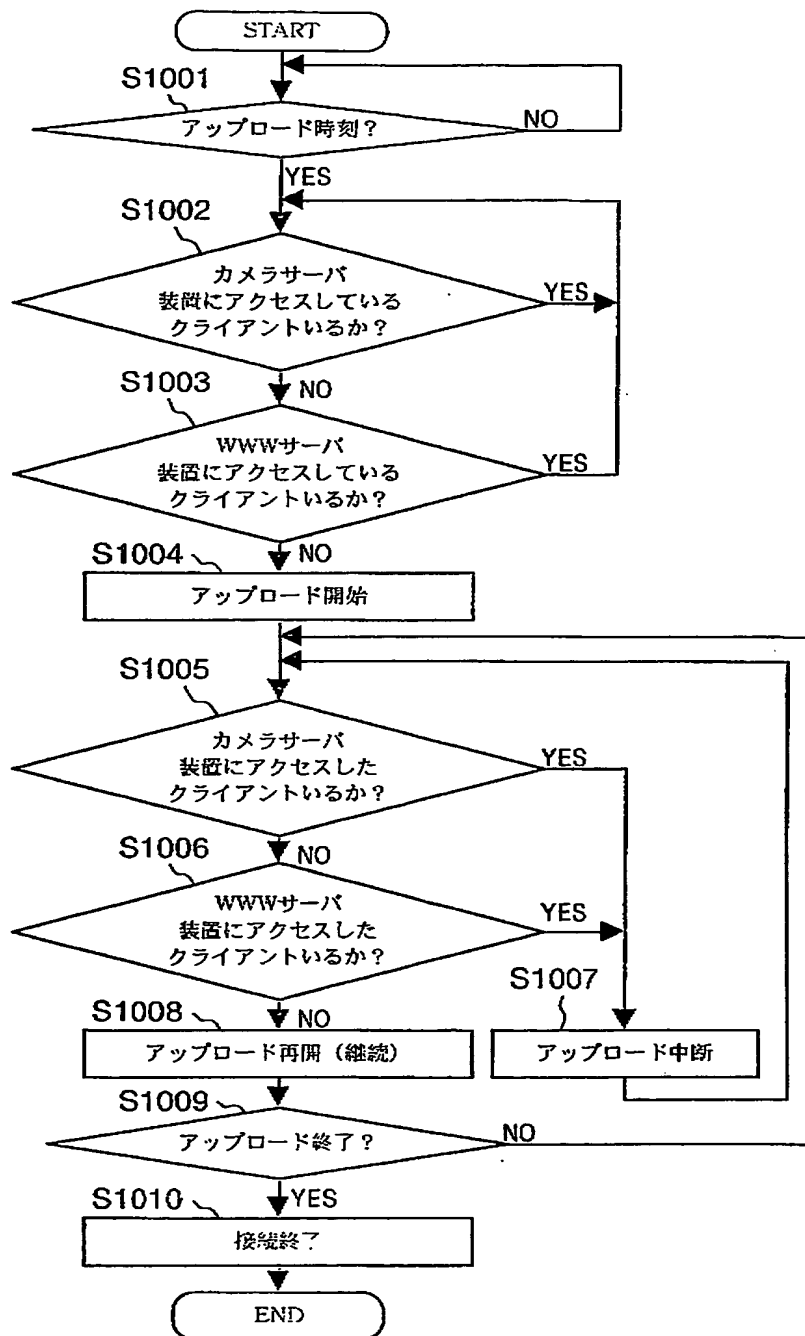 START
S1001
アップロード時刻?
NO
YES
S1002
カメラサーバ
装置にアクセスしている
クライアントいるか?
YES
NO
S1003
WWWサーバ
装置にアクセスしている
クライアントいるか?
YES
NO
S1004
アップロード開始
S1005
カメラサーバ
装置にアクセスした
クライアントいるか?
YES
NO
S1006
WWWサーバ
装置にアクセスした
クライアントいるか?
YES
NO
S1007
アップロード中断
S1008
アップロード再開(継続)
S1009
アップロード終了?
NO
YES
S1010
接続終了
END